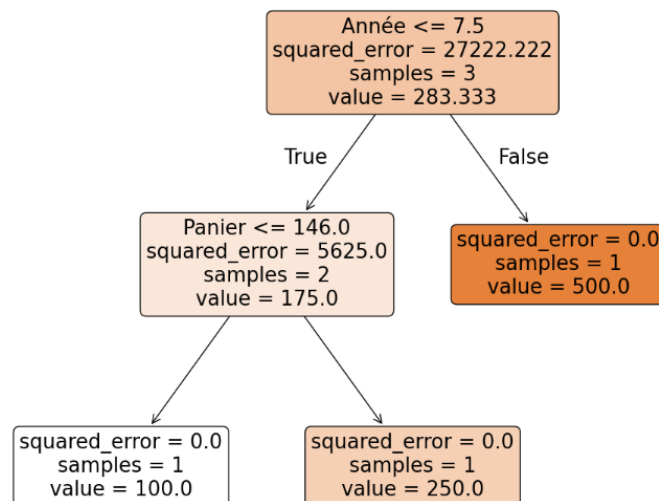 Année <= 7.5
squared_error = 27222.222
samples = 3
value = 283.333
True
False
Panier <= 146.0
squared_error = 5625.0
samples = 2
value = 175.0
squared_error = 0.0
samples = 1
value = 500.0
squared_error = 0.0
samples = 1
value = 100.0
squared_error = 0.0
samples = 1
value = 250.0